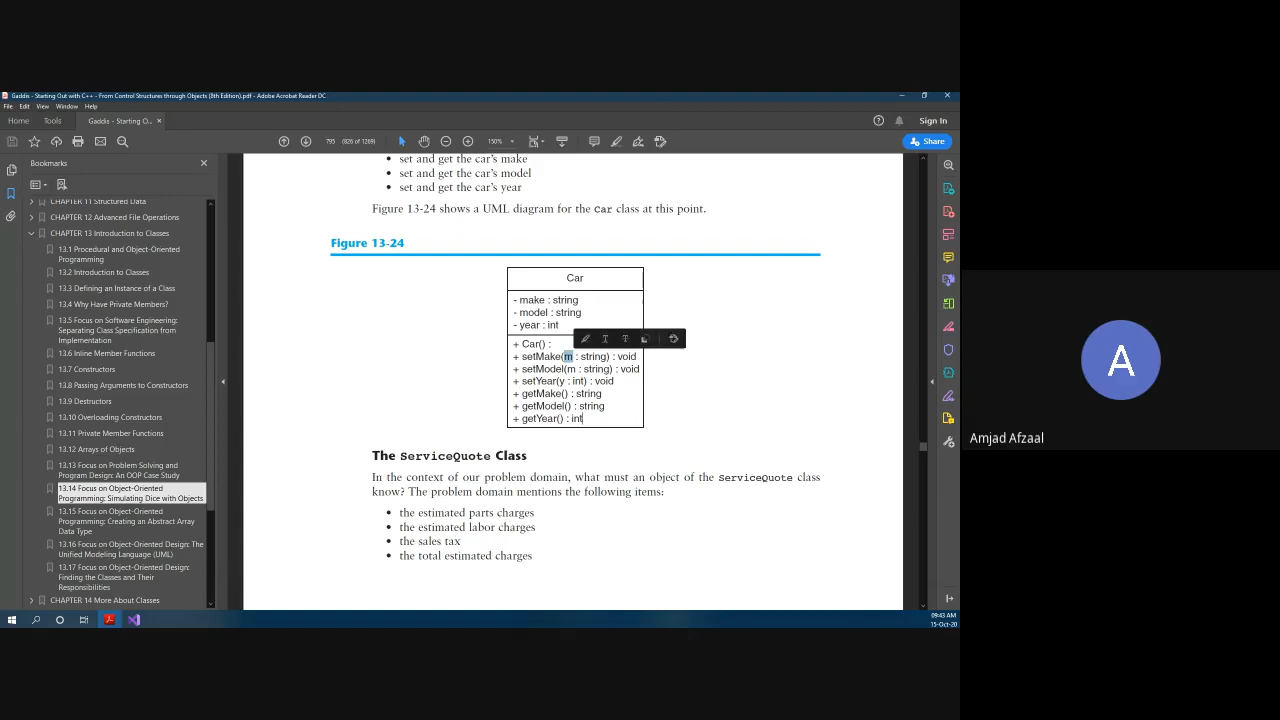 Gaddis - Starting Out with C++ - From Control Structures through Objects (8th Edition).pdf - Adobe Acrobat Reader DC
File Edit View Window Help
Home Tools Gaddis - Starting O... × Sign In
795 (826 of 1269) 150% Share
Bookmarks
CHAPTER 11 Structured Data
CHAPTER 12 Advanced File Operations
CHAPTER 13 Introduction to Classes
13.1 Procedural and Object-Oriented
Programming
13.2 Introduction to Classes
13.3 Defining an Instance of a Class
13.4 Why Have Private Members?
13.5 Focus on Software Engineering:
Separating Class Specification from
Implementation
13.6 Inline Member Functions
13.7 Constructors
13.8 Passing Arguments to Constructors
13.9 Destructors
13.10 Overloading Constructors
13.11 Private Member Functions
13.12 Arrays of Objects
13.13 Focus on Problem Solving and
Program Design: An OOP Case Study
13.14 Focus on Object-Oriented
Programming: Simulating Dice with Objects
13.15 Focus on Object-Oriented
Programming: Creating an Abstract Array
Data Type
13.16 Focus on Object-Oriented Design: The
Unified Modeling Language (UML)
13.17 Focus on Object-Oriented Design:
Finding the Classes and Their
Responsibilities
CHAPTER 14 More About Classes
• set and get the car's make
• set and get the car's model
• set and get the car's year
Figure 13-24 shows a UML diagram for the Car class at this point.
Figure 13-24
Car
- make : string
- model : string
- year : int
+ Car() :
+ setMake(m : string) : void
+ setModel(m : string) : void
+ setYear(y : int) : void
+ getMake() : string
+ getModel() : string
+ getYear() : int
The ServiceQuote Class
In the context of our problem domain, what must an object of the ServiceQuote class
know? The problem domain mentions the following items:
• the estimated parts charges
• the estimated labor charges
• the sales tax
• the total estimated charges
09:43 AM
15-Oct-20
A
Amjad Afzaal